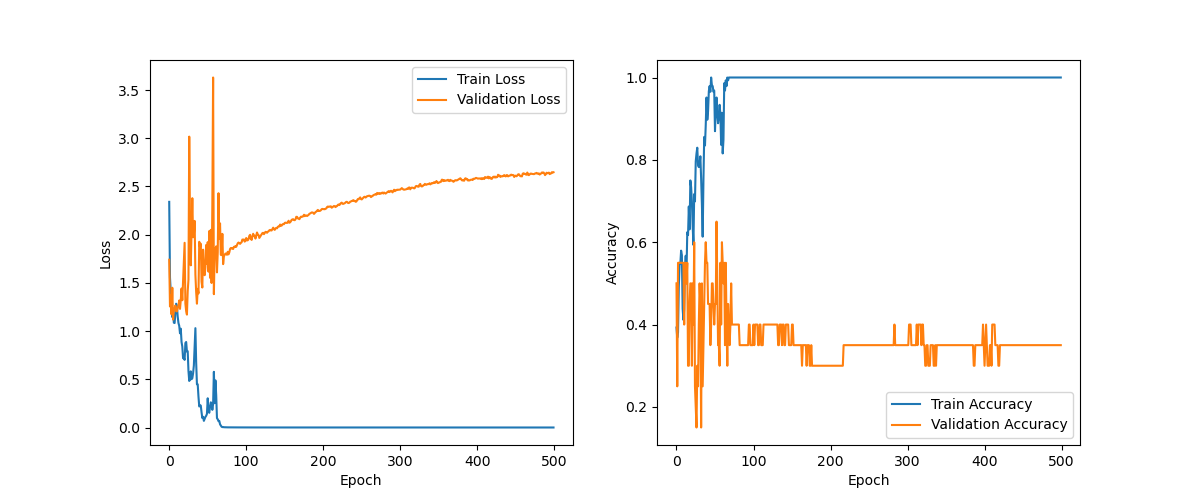 3.5
3.0
2.5
2.0
1.5
1.0
0.5
0.0
Loss
0 100 200 300 400 500
Epoch
Train Loss
Validation Loss
1.0
0.8
0.6
0.4
0.2
Accuracy
0 100 200 300 400 500
Epoch
Train Accuracy
Validation Accuracy